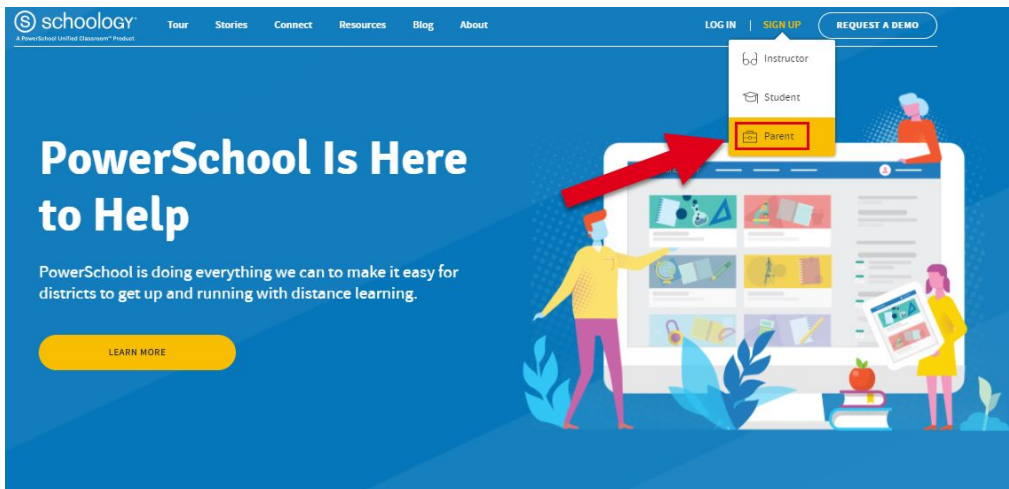 S schoology
A PowerSchool Unified Classroom™ Product
Tour Stories Connect Resources Blog About
LOG IN | SIGN UP REQUEST A DEMO
Instructor
Student
Parent
PowerSchool Is Here
to Help
PowerSchool is doing everything we can to make it easy for
districts to get up and running with distance learning.
LEARN MORE